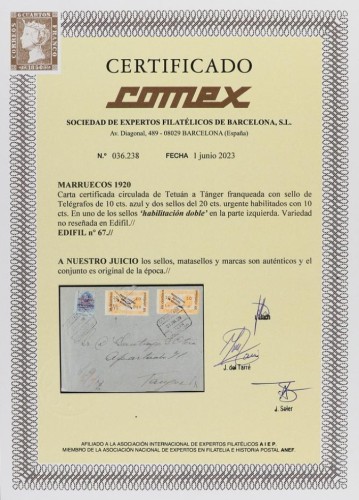 CORREOS 6 CUARTOS FRANCO
1850
CERTIFICADO
comex
SOCIEDAD DE EXPERTOS FILATÉLICOS DE BARCELONA, S.L.
Av. Diagonal, 489 - 08029 BARCELONA (España)
N.º 036.238 FECHA 1 junio 2023
MARRUECOS 1920
Carta certificada circulada de Tetuán a Tánger franqueada con sello de
Telégrafos de 10 cts. azul y dos sellos del 20 cts. urgente habilitados con 10
cts. En uno de los sellos 'habilitación doble' en la parte izquierda. Variedad
no reseñada en Edifil.//
EDIFIL nº 67.//
A NUESTRO JUICIO los sellos, matasellos y marcas son auténticos y el
conjunto es original de la época.//
J. del Tarré
J. Soler
AFILIADO A LA ASOCIACIÓN INTERNACIONAL DE EXPERTOS FILATÉLICOS A I E P.
MIEMBRO DE LA ASOCIACIÓN NACIONAL DE EXPERTOS EN FILATELIA E HISTORIA POSTAL ANEF.